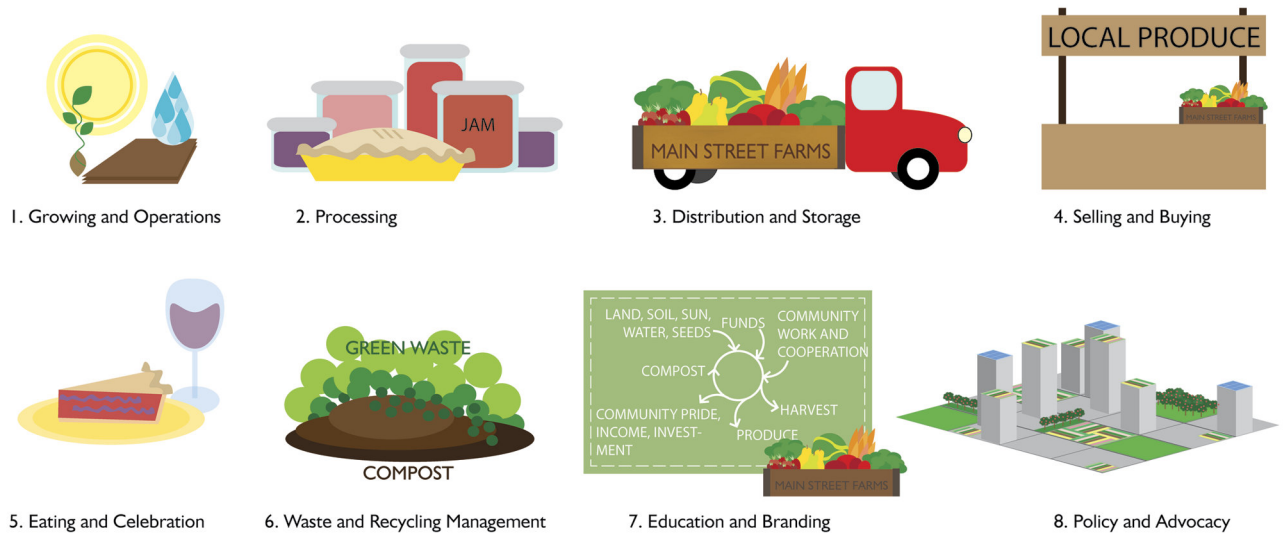 JAM
MAIN STREET FARMS
LOCAL PRODUCE
MAIN STREET FARMS
1. Growing and Operations
2. Processing
3. Distribution and Storage
4. Selling and Buying
GREEN WASTE
COMPOST
LAND, SOIL, SUN,
WATER, SEEDS
FUNDS
COMMUNITY
WORK AND
COOPERATION
COMPOST
HARVEST
COMMUNITY PRIDE,
INCOME, INVEST-
MENT
PRODUCE
MAIN STREET FARMS
5. Eating and Celebration
6. Waste and Recycling Management
7. Education and Branding
8. Policy and Advocacy